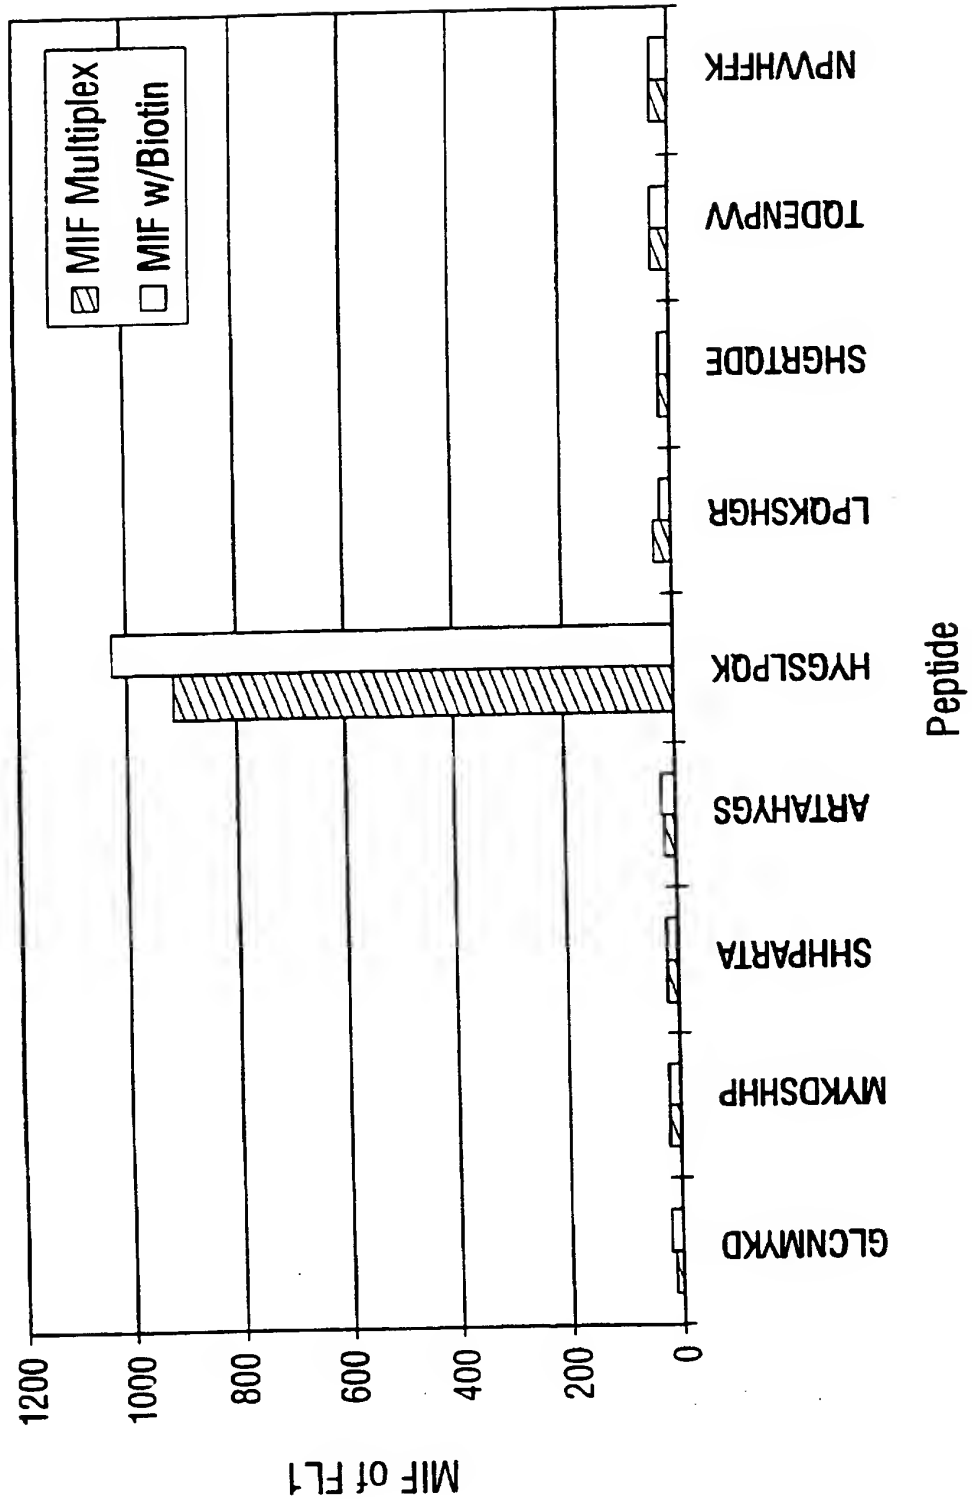 MIF Multiplex
MIF w/Biotin
MIF of FL1
1200
1000
800
600
400
200
0
GLCNMYKD
MYKDSHHP
SHHPARTA
ARTAHYGS
HYGSLPQK
LPQKSHGR
SHGRTQDE
TQDENPVV
NPVVHFFK
Peptide